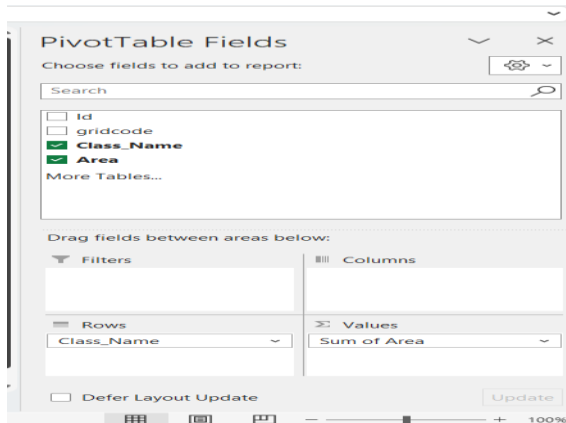 PivotTable Fields
Choose fields to add to report:
Search
Id
gridcode
Class_Name
Area
More Tables...
Drag fields between areas below:
Filters
Columns
Rows
Σ Values
Class_Name
Sum of Area
Defer Layout Update
Update
100%